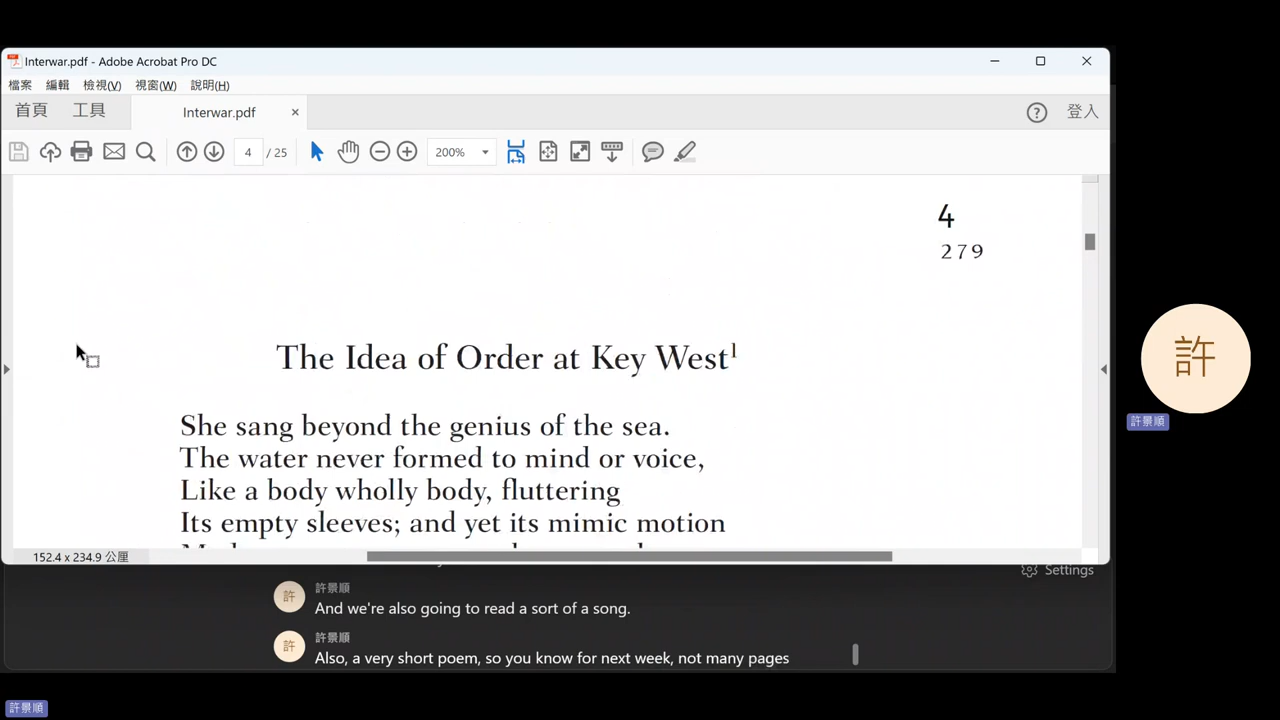 Interwar.pdf - Adobe Acrobat Pro DC
檔案 編輯 檢視(V) 視窗(W) 說明(H)
首頁 工具 Interwar.pdf × 登入
4 / 25 200%
4
279
The Idea of Order at Key West1
She sang beyond the genius of the sea.
The water never formed to mind or voice,
Like a body wholly body, fluttering
Its empty sleeves; and yet its mimic motion
152.4 x 234.9 公厘
Settings
許 許景順
And we're also going to read a sort of a song.
許 許景順
Also, a very short poem, so you know for next week, not many pages
許
許景順
許景順